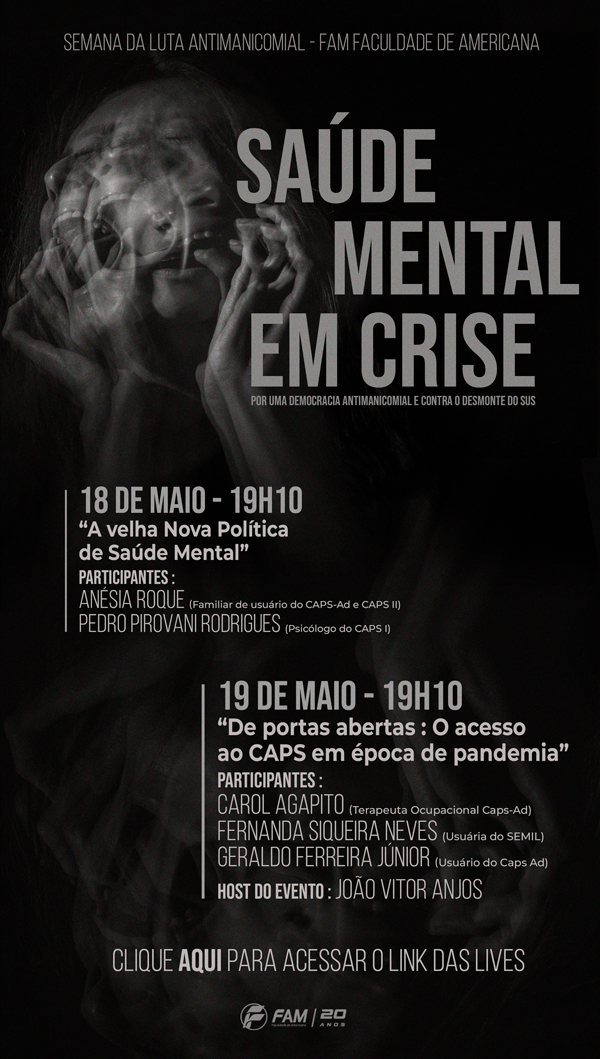 SEMANA DA LUTA ANTIMANICOMIAL - FAM FACULDADE DE AMERICANA
SAÚDE
MENTAL
EM CRISE
POR UMA DEMOCRACIA ANTIMANICOMIAL E CONTRA O DESMONTE DO SUS
18 DE MAIO - 19H10
“A velha Nova Política
de Saúde Mental”
PARTICIPANTES :
ANÉSIA ROQUE (Familiar de usuário do CAPS-Ad e CAPS II)
PEDRO PIROVANI RODRIGUES (Psicólogo do CAPS I)
19 DE MAIO - 19H10
“De portas abertas : O acesso
ao CAPS em época de pandemia”
PARTICIPANTES :
CAROL AGAPITO (Terapeuta Ocupacional Caps-Ad)
FERNANDA SIQUEIRA NEVES (Usuária do SEMIL)
GERALDO FERREIRA JÚNIOR (Usuário do Caps Ad)
HOST DO EVENTO : JOÃO VITOR ANJOS
CLIQUE AQUI PARA ACESSAR O LINK DAS LIVES
FAM | 20
ANOS